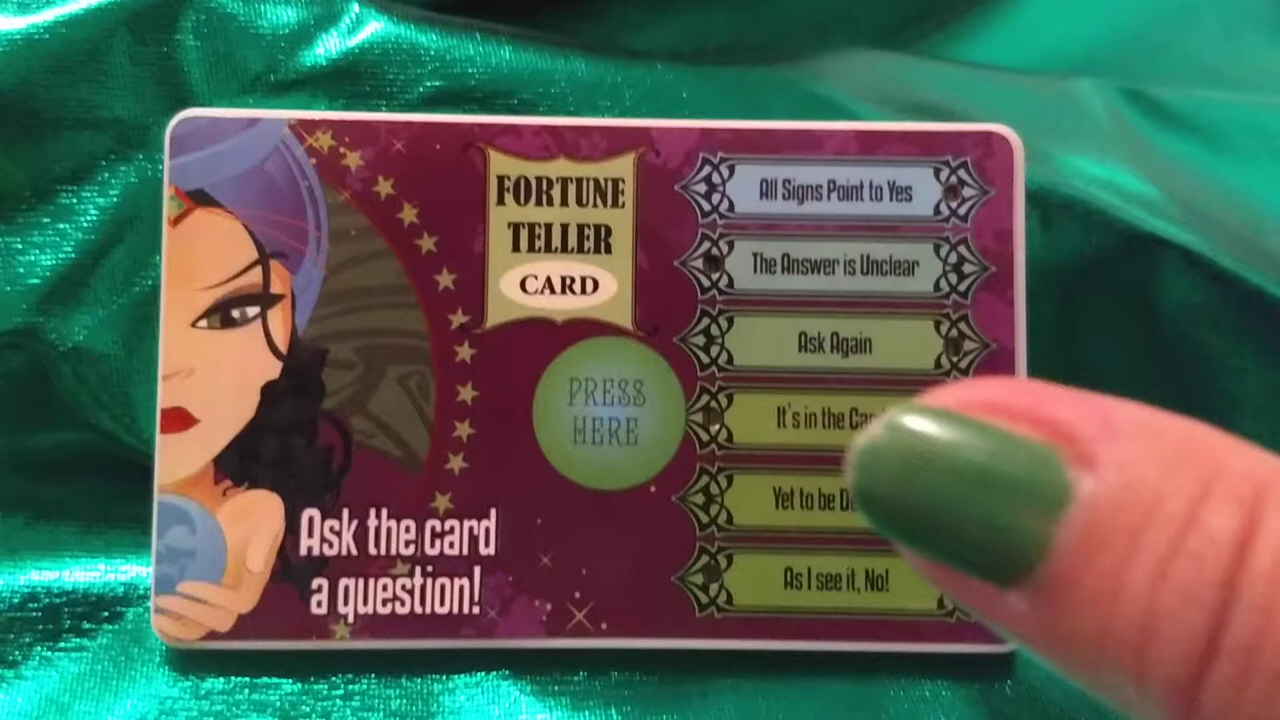 FORTUNE
TELLER
CARD
PRESS
HERE
Ask the card
a question!
All Signs Point to Yes
The Answer is Unclear
Ask Again
It's in the
Yet to be
As I see it, No!